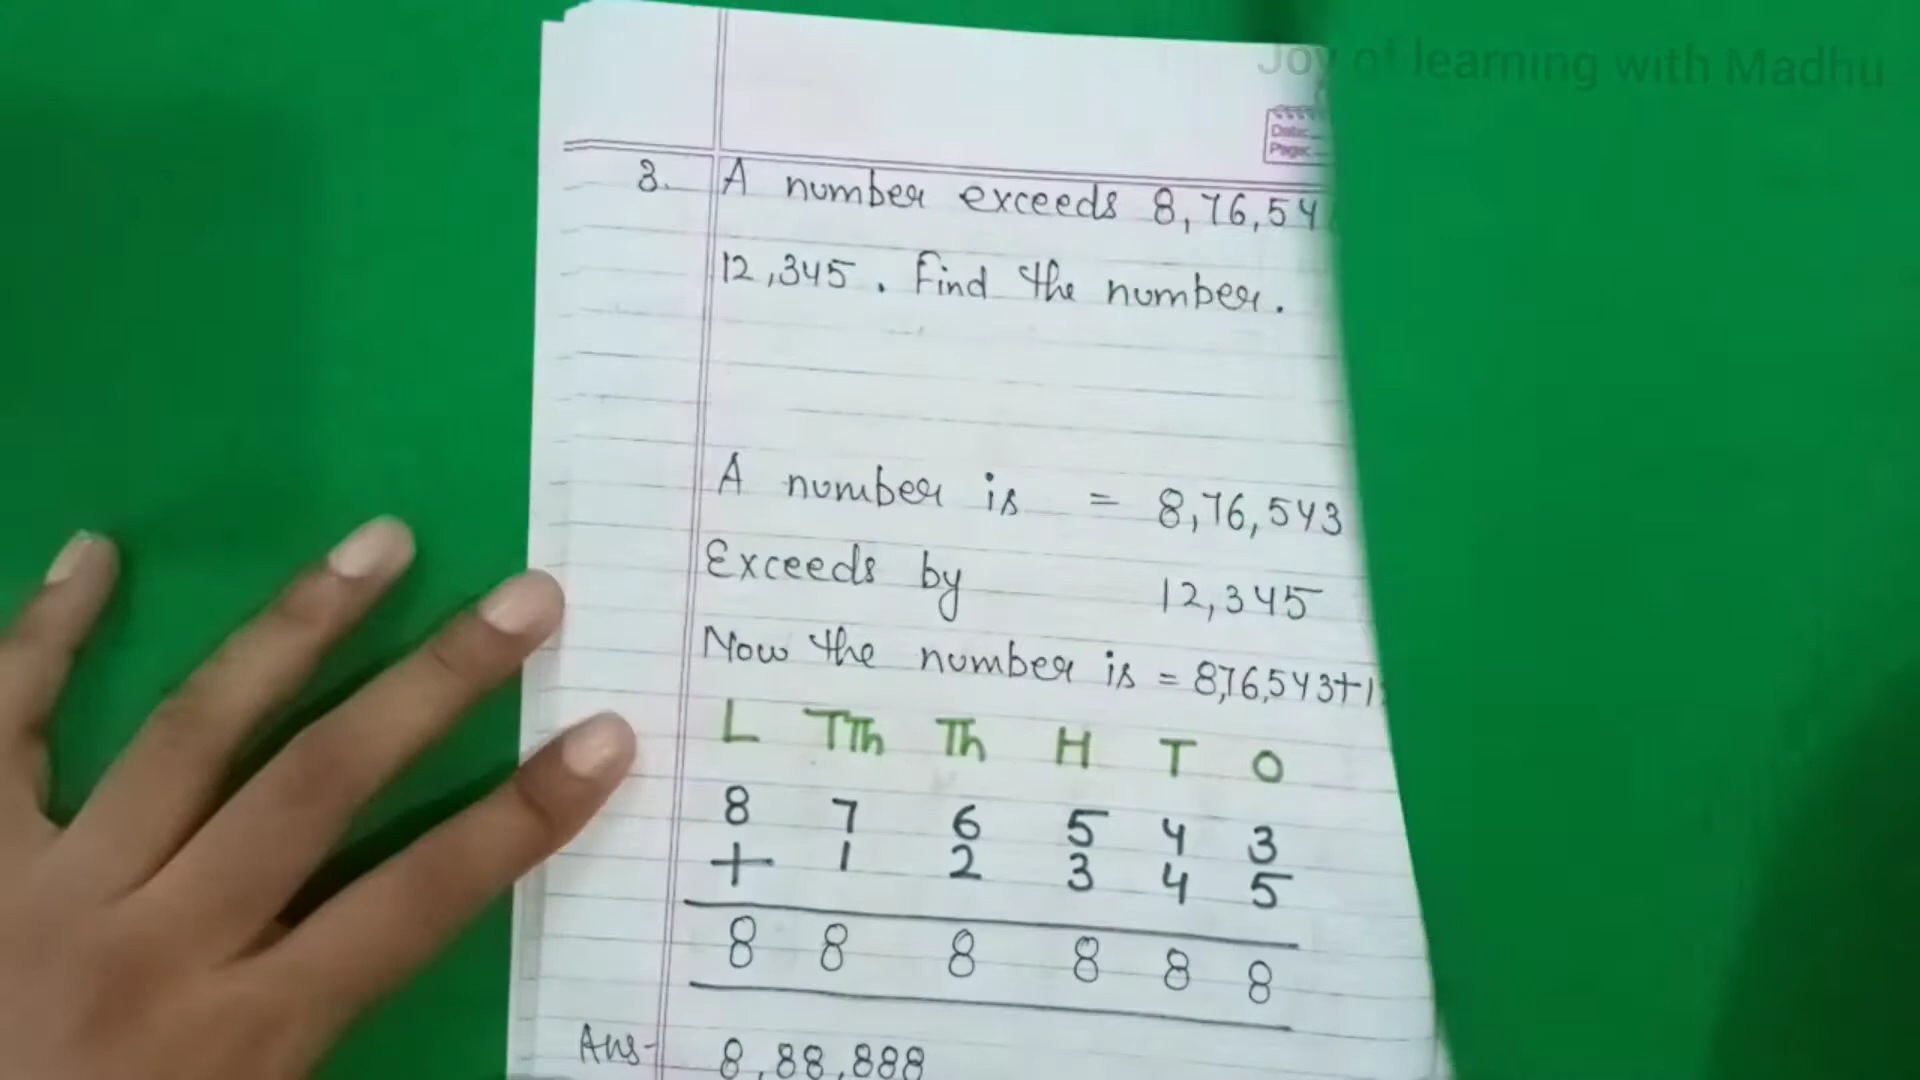 Joy of learning with Madhu
Date:
Page:
3. A number exceeds 8,76,54
12,345. Find the number.
A number is = 8,76,543
Exceeds by 12,345
Now the number is = 8,76,543+1
L TTh Th H T O
8 7 6 5 4 3
+ 1 2 3 4 5
8 8 8 8 8 8
Ans- 8,88,888